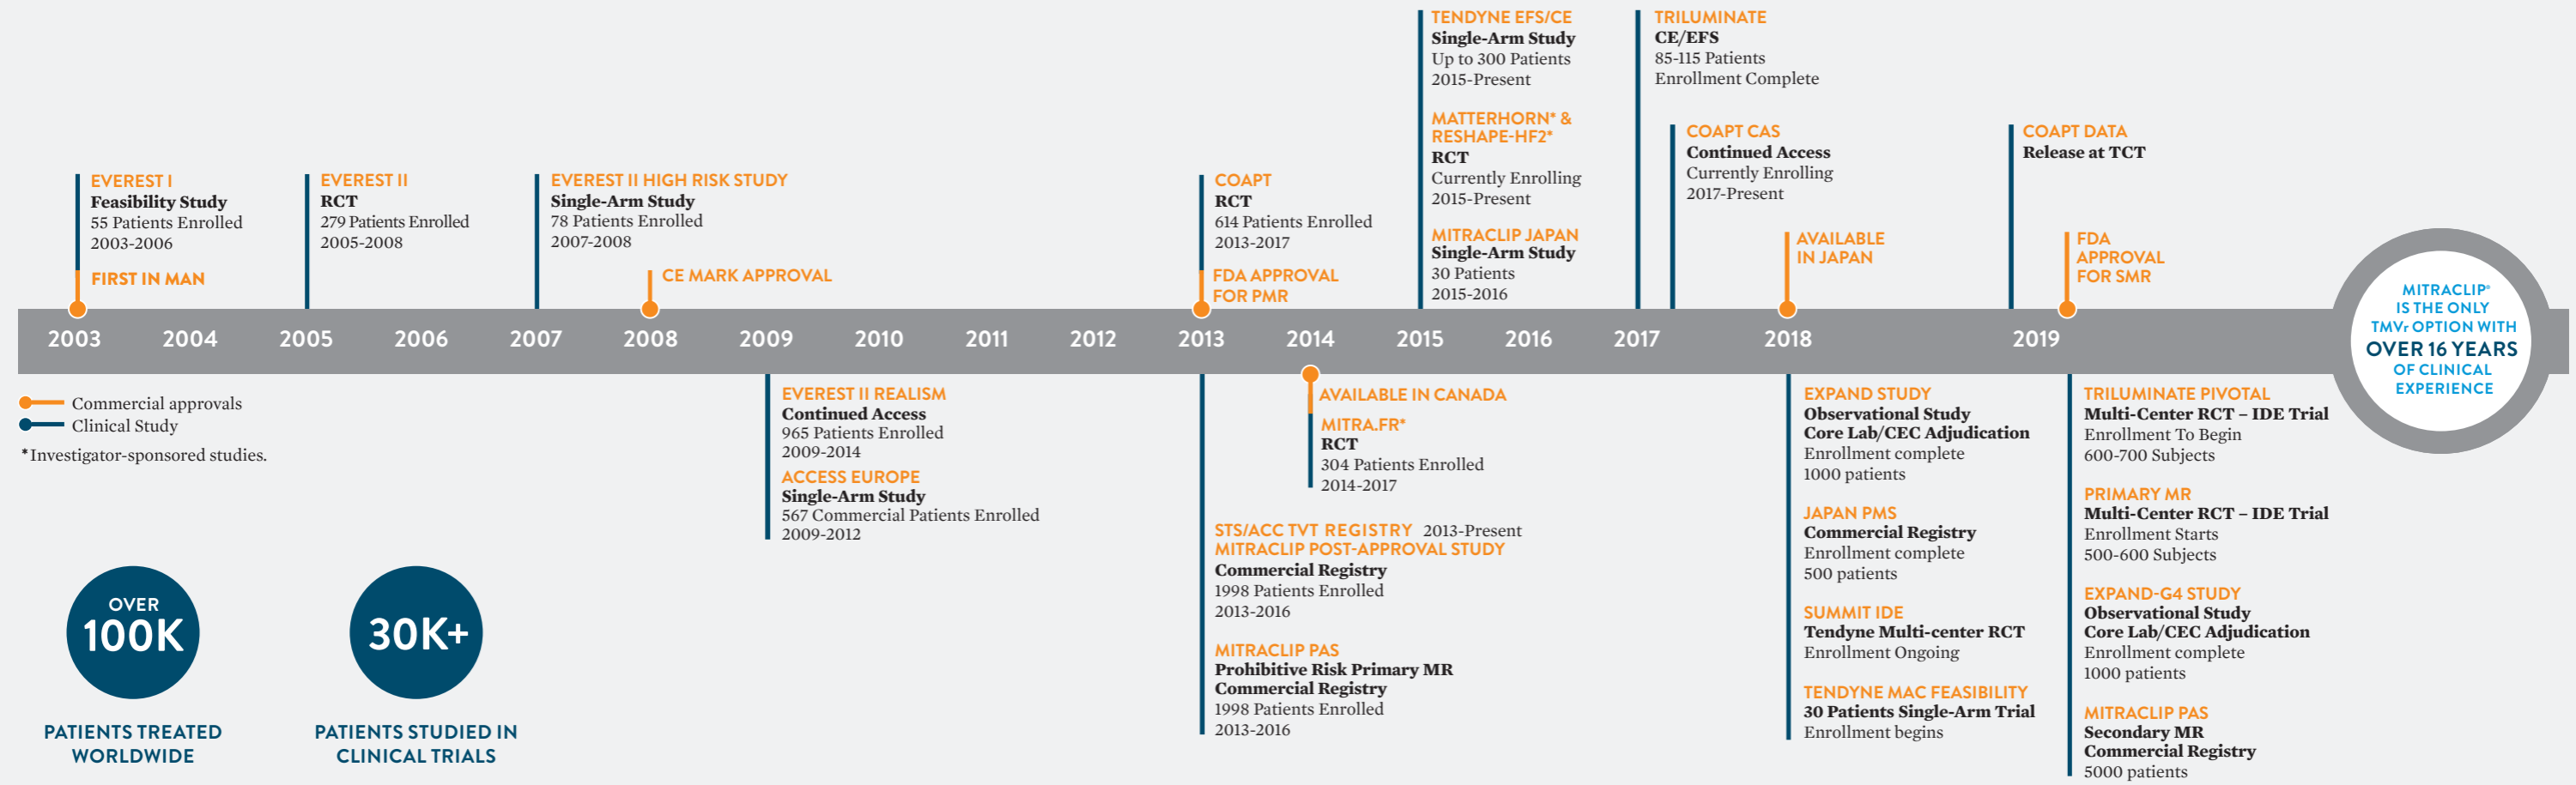 EVEREST I
Feasibility Study
55 Patients Enrolled
2003-2006
FIRST IN MAN
EVEREST II
RCT
279 Patients Enrolled
2005-2008
EVEREST II HIGH RISK STUDY
Single-Arm Study
78 Patients Enrolled
2007-2008
CE MARK APPROVAL
COAPT
RCT
614 Patients Enrolled
2013-2017
FDA APPROVAL
FOR PMR
TENDYNE EFS/CE
Single-Arm Study
Up to 300 Patients
2015-Present
MATTERHORN* &
RESHAPE-HF2*
RCT
Currently Enrolling
2015-Present
MITRACLIP JAPAN
Single-Arm Study
30 Patients
2015-2016
TRILUMINATE
CE/EFS
85-115 Patients
Enrollment Complete
COAPT CAS
Continued Access
Currently Enrolling
2017-Present
AVAILABLE
IN JAPAN
COAPT DATA
Release at TCT
FDA
APPROVAL
FOR SMR
2003 2004 2005 2006 2007 2008 2009 2010 2011 2012 2013 2014 2015 2016 2017 2018 2019
MITRACLIP®
IS THE ONLY
TMVr OPTION WITH
OVER 16 YEARS
OF CLINICAL
EXPERIENCE
Commercial approvals
Clinical Study
*Investigator-sponsored studies.
EVEREST II REALISM
Continued Access
965 Patients Enrolled
2009-2014
ACCESS EUROPE
Single-Arm Study
567 Commercial Patients Enrolled
2009-2012
AVAILABLE IN CANADA
MITRA.FR*
RCT
304 Patients Enrolled
2014-2017
STS/ACC TVT REGISTRY 2013-Present
MITRACLIP POST-APPROVAL STUDY
Commercial Registry
1998 Patients Enrolled
2013-2016
MITRACLIP PAS
Prohibitive Risk Primary MR
Commercial Registry
1998 Patients Enrolled
2013-2016
EXPAND STUDY
Observational Study
Core Lab/CEC Adjudication
Enrollment complete
1000 patients
JAPAN PMS
Commercial Registry
Enrollment complete
500 patients
SUMMIT IDE
Tendyne Multi-center RCT
Enrollment Ongoing
TENDYNE MAC FEASIBILITY
30 Patients Single-Arm Trial
Enrollment begins
TRILUMINATE PIVOTAL
Multi-Center RCT – IDE Trial
Enrollment To Begin
600-700 Subjects
PRIMARY MR
Multi-Center RCT – IDE Trial
Enrollment Starts
500-600 Subjects
EXPAND-G4 STUDY
Observational Study
Core Lab/CEC Adjudication
Enrollment complete
1000 patients
MITRACLIP PAS
Secondary MR
Commercial Registry
5000 patients
OVER
100K
PATIENTS TREATED
WORLDWIDE
30K+
PATIENTS STUDIED IN
CLINICAL TRIALS